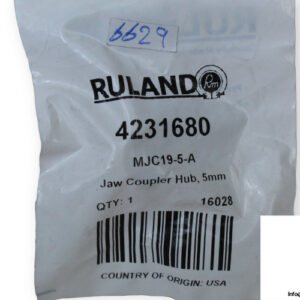 6629
RULAND
4231680
MJC19-5-A
Jaw Coupler Hub, 5mm
QTY: 1 16028
COUNTRY OF ORIGIN: USA